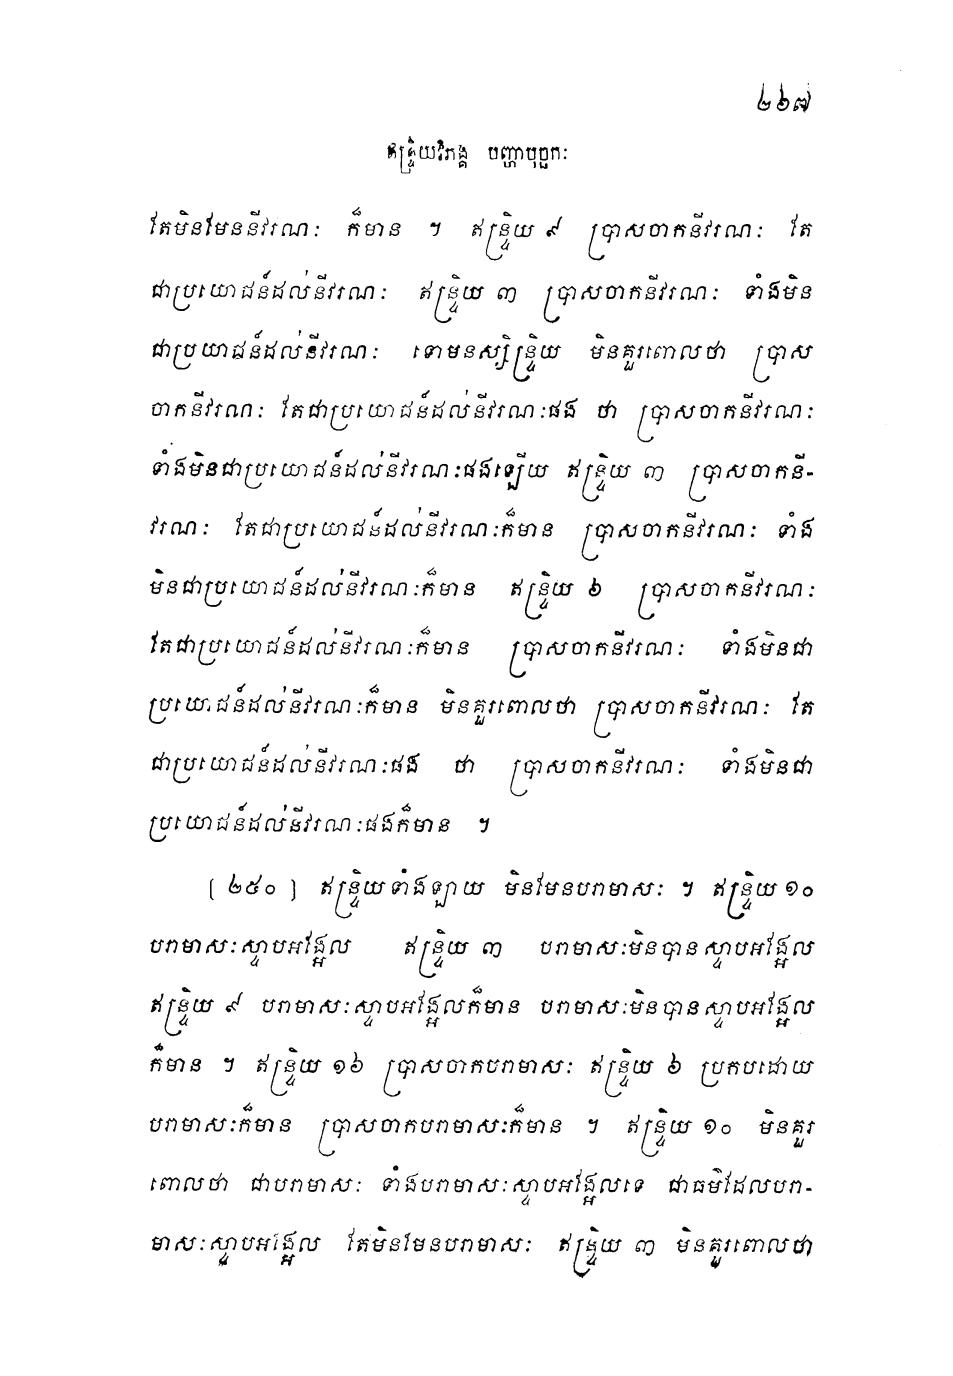 ២៦៧
ឥន្ទ្រិយវិភង្គ បញ្ហាបុច្ឆកៈ
តែមិនមែននីវរណៈ ក៏មាន ។ ឥន្ទ្រិយ ៩ ប្រាសចាកនីវរណៈ តែ
ជាប្រយោជន៍ដល់នីវរណៈ ឥន្ទ្រិយ ៣ ប្រាសចាកនីវរណៈ ទាំងមិន
ជាប្រយោជន៍ដល់នីវរណៈ ទោមនស្សិន្ទ្រិយ មិនគួរពោលថា ប្រាស
ចាកនីវរណៈ តែជាប្រយោជន៍ដល់នីវរណៈផង ថា ប្រាសចាកនីវរណៈ
ទាំងមិនជាប្រយោជន៍ដល់នីវរណៈផងឡើយ ឥន្ទ្រិយ ៣ ប្រាសចាកនី-
វរណៈ តែជាប្រយោជន៍ដល់នីវរណៈក៏មាន ប្រាសចាកនីវរណៈ ទាំង
មិនជាប្រយោជន៍ដល់នីវរណៈក៏មាន ឥន្ទ្រិយ ៦ ប្រាសចាកនីវរណៈ
តែជាប្រយោជន៍ដល់នីវរណៈក៏មាន ប្រាសចាកនីវរណៈ ទាំងមិនជា
ប្រយោជន៍ដល់នីវរណៈក៏មាន មិនគួរពោលថា ប្រាសចាកនីវរណៈ តែ
ជាប្រយោជន៍ដល់នីវរណៈផង ថា ប្រាសចាកនីវរណៈ ទាំងមិនជា
ប្រយោជន៍ដល់នីវរណៈផងក៏មាន ។
[ ២៥០ ] ឥន្ទ្រិយទាំងឡាយ មិនមែនបរាមាសៈ ។ ឥន្ទ្រិយ ១០
បរាមាសៈស្ទាបអង្អែល ឥន្ទ្រិយ ៣ បរាមាសៈមិនបានស្ទាបអង្អែល
ឥន្ទ្រិយ ៩ បរាមាសៈស្ទាបអង្អែលក៏មាន បរាមាសៈមិនបានស្ទាបអង្អែល
ក៏មាន ។ ឥន្ទ្រិយ ១៦ ប្រាសចាកបរាមាសៈ ឥន្ទ្រិយ ៦ ប្រកបដោយ
បរាមាសៈក៏មាន ប្រាសចាកបរាមាសៈក៏មាន ។ ឥន្ទ្រិយ ១០ មិនគួរ
ពោលថា ជាបរាមាសៈ ទាំងបរាមាសៈស្ទាបអង្អែលទេ ជាធម៌ដែលបរា-
មាសៈស្ទាបអង្អែល តែមិនមែនបរាមាសៈ ឥន្ទ្រិយ ៣ មិនគួរពោលថា